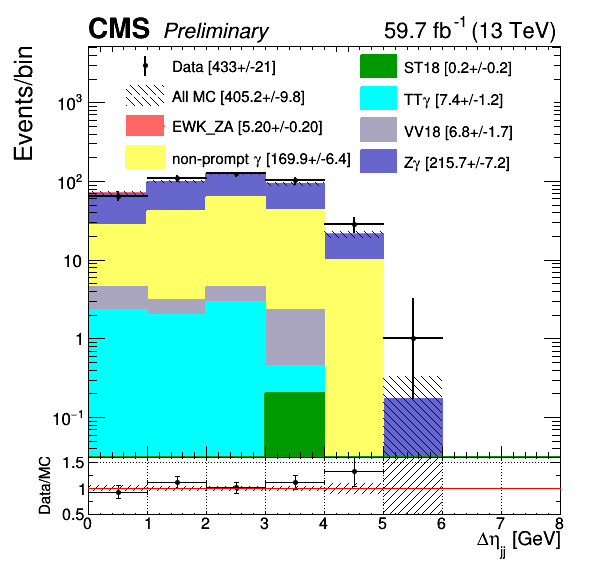 CMS Preliminary 59.7 fb⁻¹ (13 TeV)
Events/bin
Data [433+/-21]
All MC [405.2+/-9.8]
EWK_ZA [5.20+/-0.20]
non-prompt γ [169.9+/-6.4]
ST18 [0.2+/-0.2]
TTγ [7.4+/-1.2]
VV18 [6.8+/-1.7]
Zγ [215.7+/-7.2]
10³
10²
10
1
10⁻¹
Data/MC
1.5
1
0.5
0 1 2 3 4 5 6 7 8
Δη_jj [GeV]